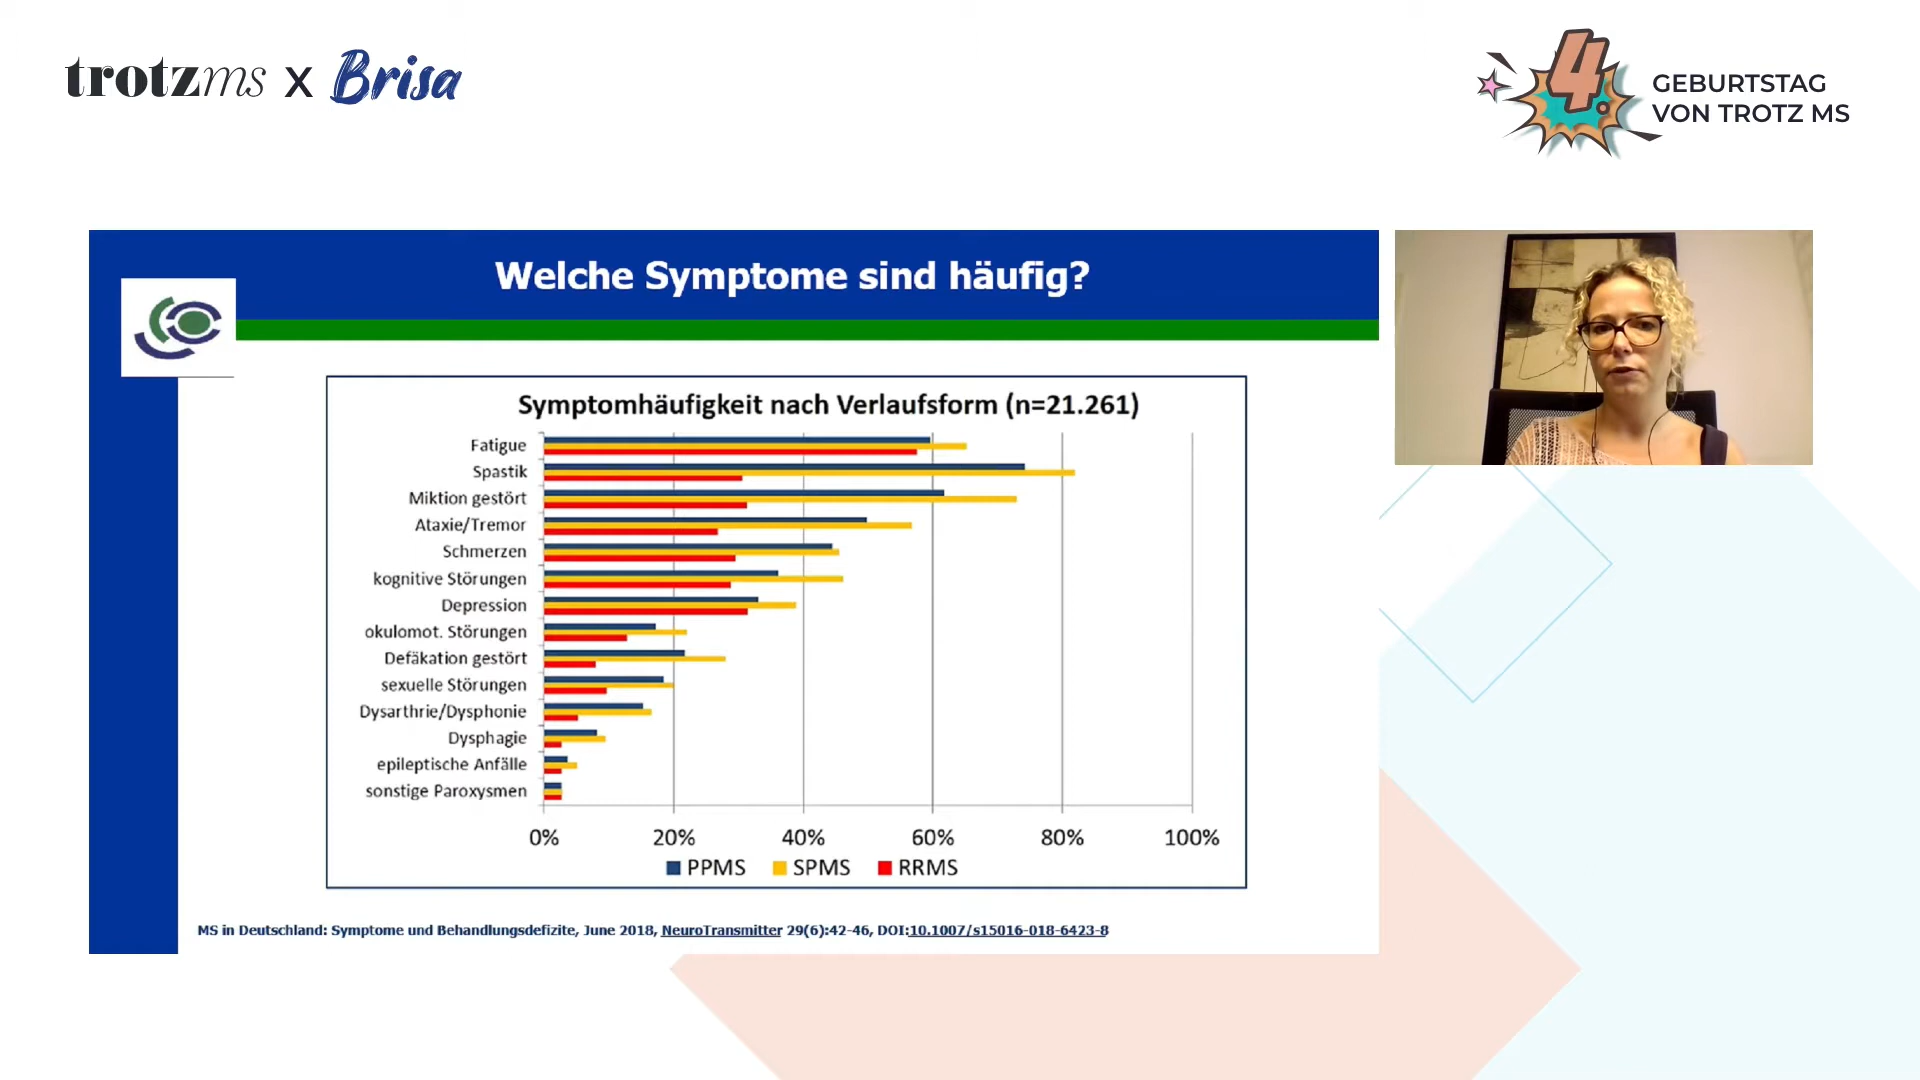 trotzms x Brisa
4.
GEBURTSTAG
VON TROTZ MS
Welche Symptome sind häufig?
Symptomhäufigkeit nach Verlaufsform (n=21.261)
Fatigue
Spastik
Miktion gestört
Ataxie/Tremor
Schmerzen
kognitive Störungen
Depression
okulomot. Störungen
Defäkation gestört
sexuelle Störungen
Dysarthrie/Dysphonie
Dysphagie
epileptische Anfälle
sonstige Paroxysmen
0% 20% 40% 60% 80% 100%
PPMS SPMS RRMS
MS in Deutschland: Symptome und Behandlungsdefizite, June 2018, NeuroTransmitter 29(6):42-46, DOI:10.1007/s15016-018-6423-8